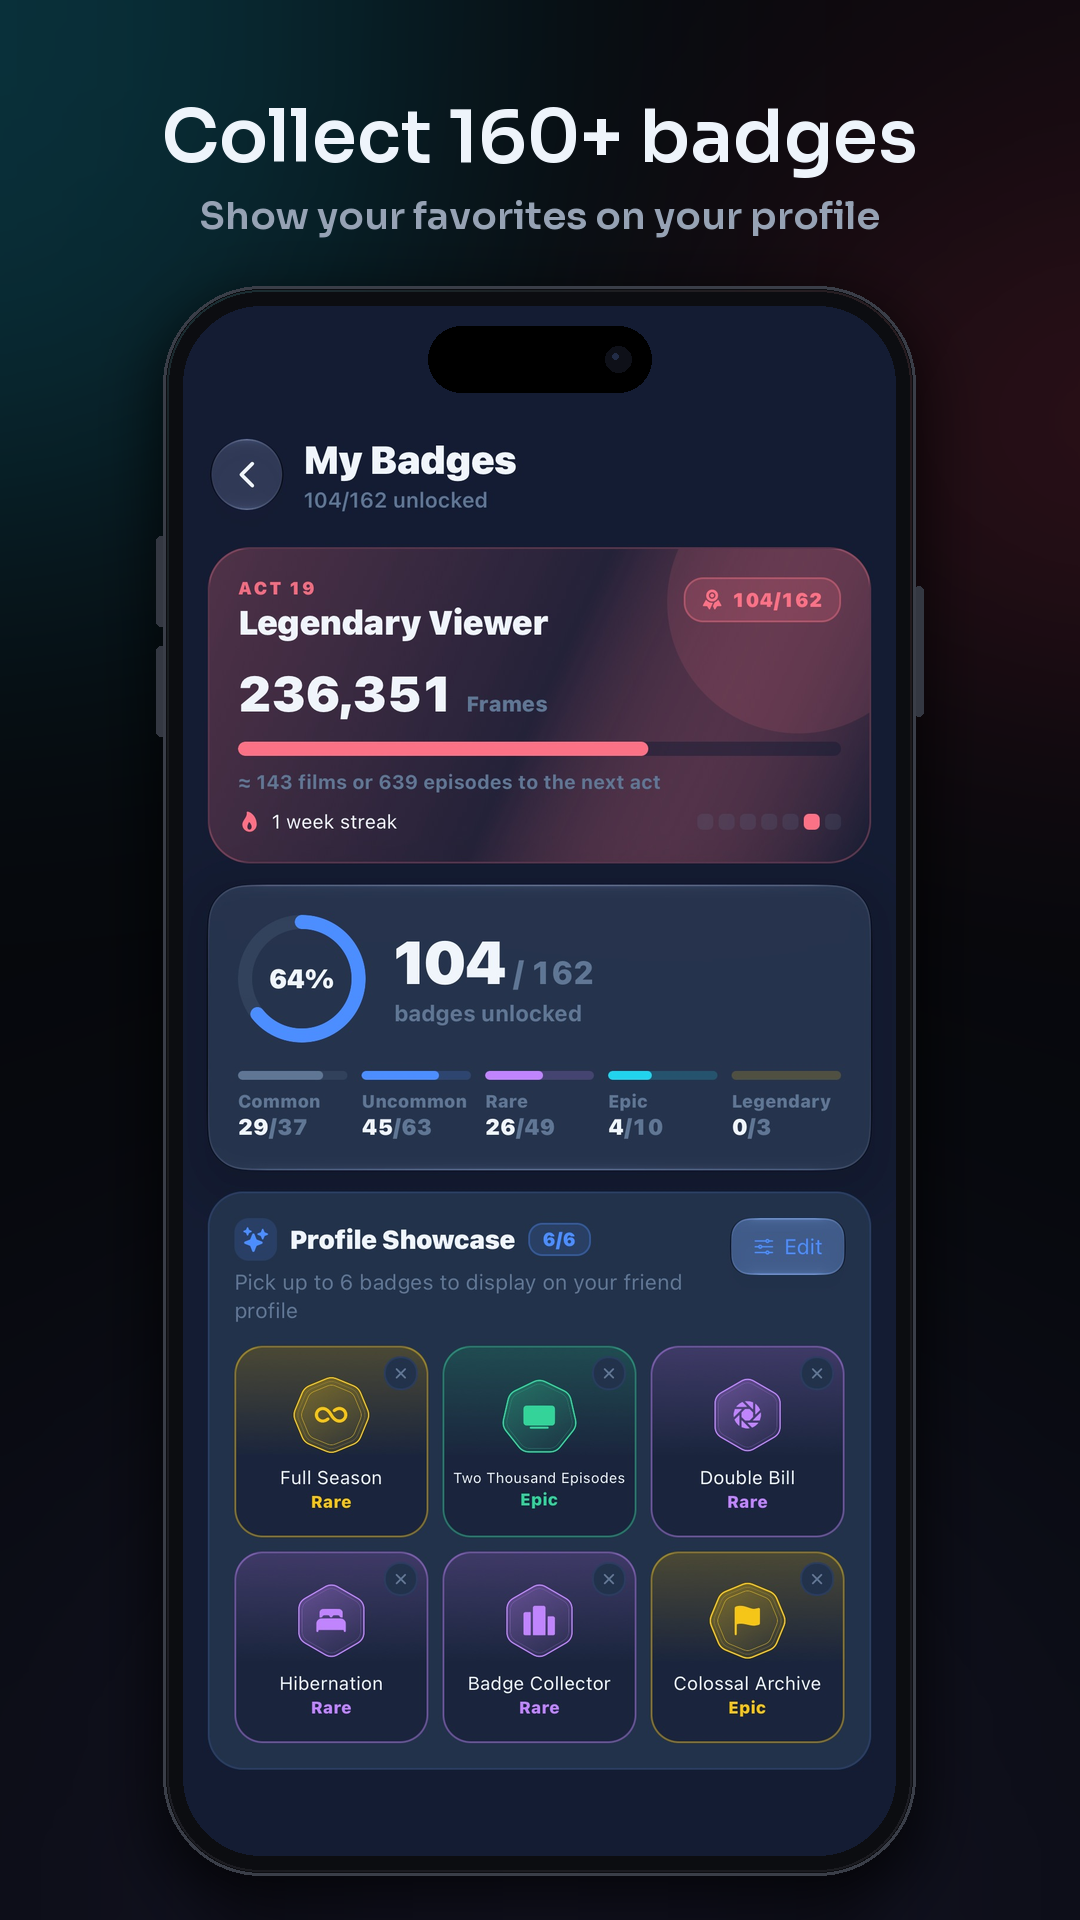 Collect 160+ badges
Show your favorites on your profile
My Badges
104/162 unlocked
ACT 19
104/162
Legendary Viewer
236,351 Frames
≈ 143 films or 639 episodes to the next act
1 week streak
64%
104 / 162
badges unlocked
Common Uncommon Rare Epic Legendary
29/37 45/63 26/49 4/10 0/3
Profile Showcase 6/6
Edit
Pick up to 6 badges to display on your friend
profile
Full Season Two Thousand Episodes Double Bill
Rare Epic Rare
Hibernation Badge Collector Colossal Archive
Rare Rare Epic